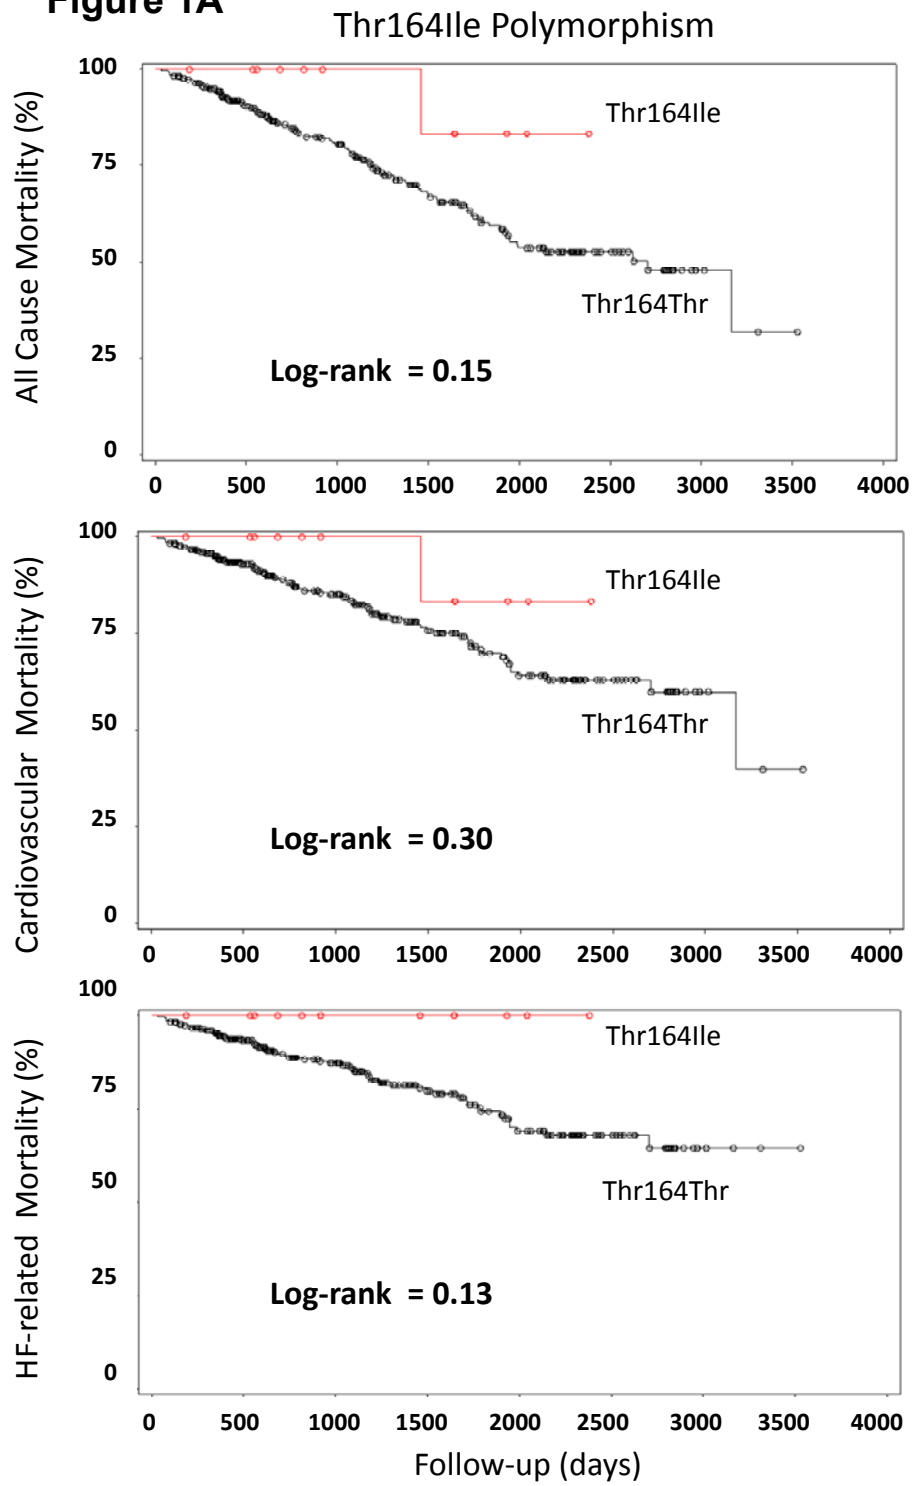 Figure 1A
Thr164Ile Polymorphism
All Cause Mortality (%)
100
75
50
25
0
Thr164Ile
Thr164Thr
Log-rank = 0.15
0 500 1000 1500 2000 2500 3000 3500 4000
Cardiovascular Mortality (%)
100
75
50
25
0
Thr164Ile
Thr164Thr
Log-rank = 0.30
0 500 1000 1500 2000 2500 3000 3500 4000
HF-related Mortality (%)
100
75
50
25
0
Thr164Ile
Thr164Thr
Log-rank = 0.13
0 500 1000 1500 2000 2500 3000 3500 4000
Follow-up (days)